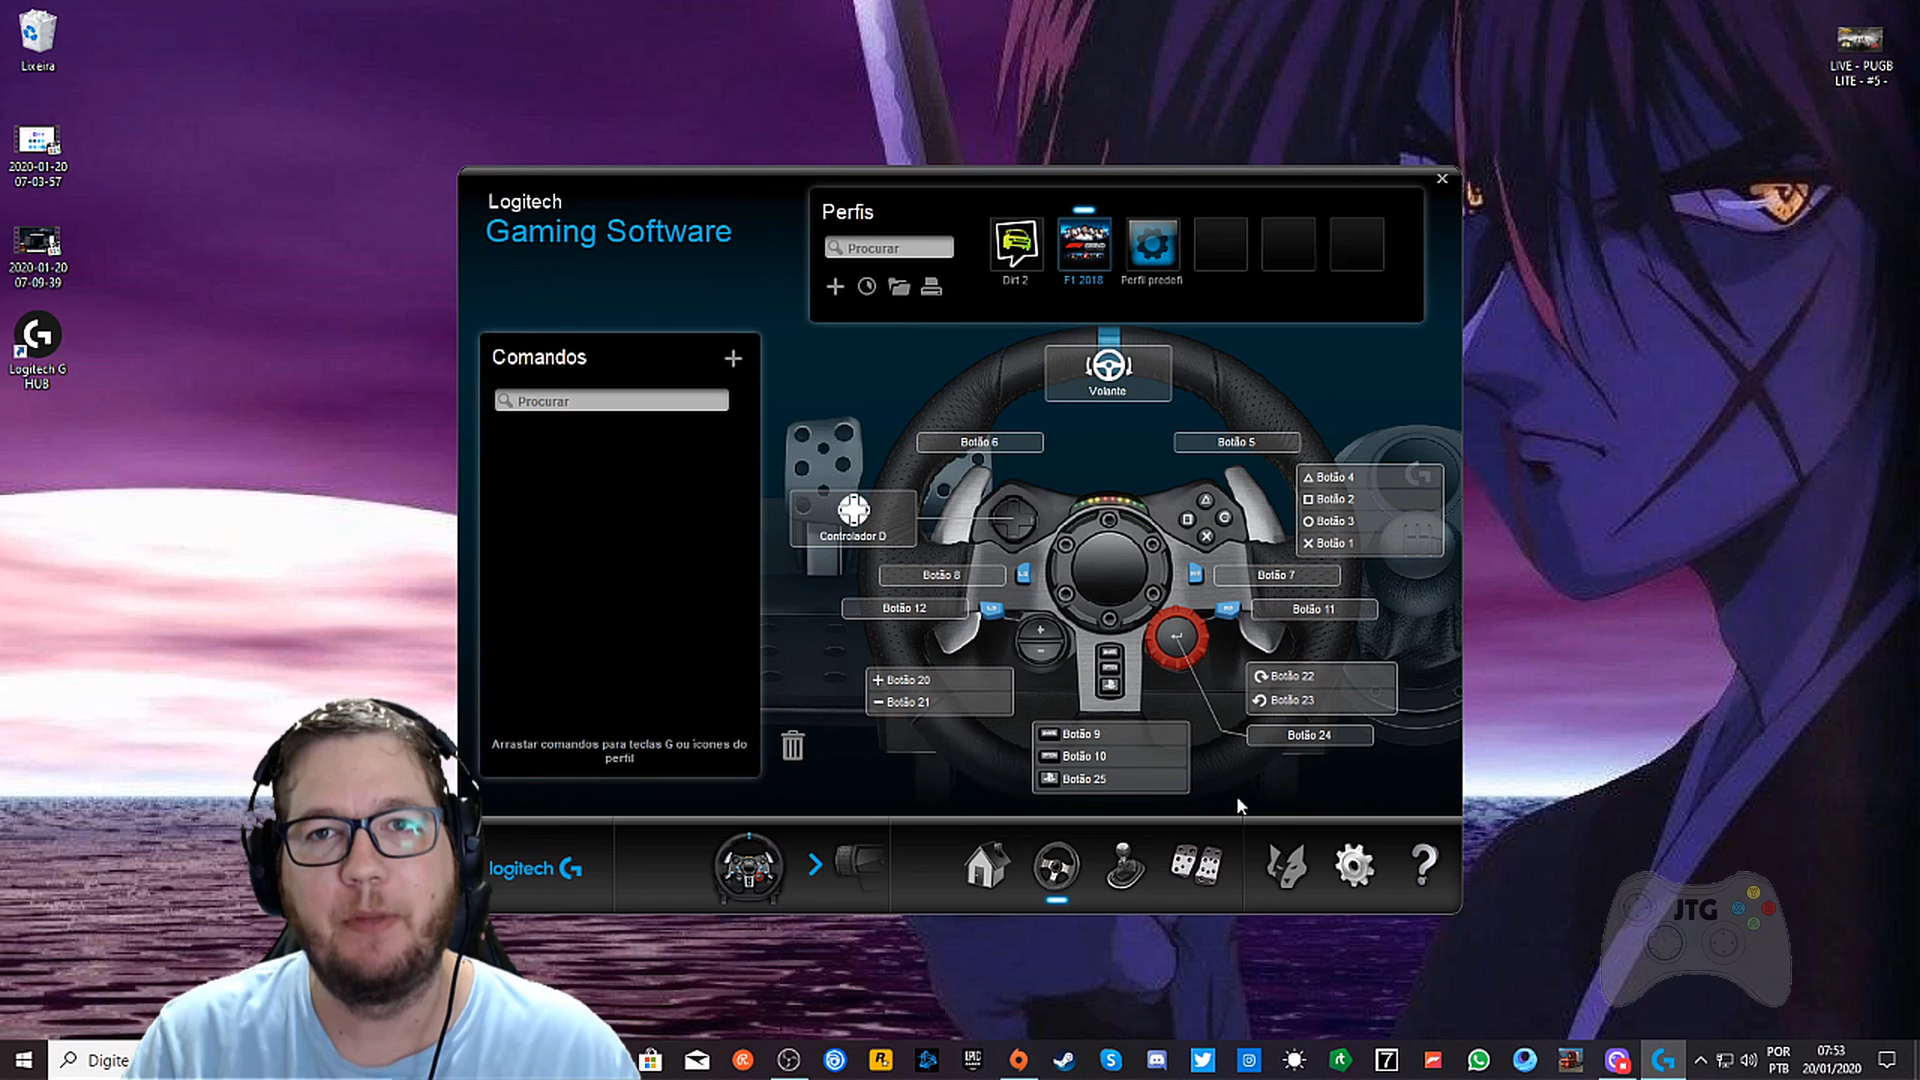 Lixeira
2020-01-20
07-03-57
2020-01-20
07-09-39
Logitech G
HUB
LIVE - PUGB
LITE - #5 -
Logitech
Gaming Software
Perfis
Procurar
Dirt 2
F1 2018
Perfil predefi
Comandos
Procurar
Arrastar comandos para teclas G ou ícones do
perfil
Volante
Botão 6
Botão 5
Botão 4
Botão 2
Botão 3
Botão 1
Controlador D
Botão 8
Botão 7
Botão 12
Botão 11
Botão 20
Botão 21
Botão 22
Botão 23
Botão 24
Botão 9
Botão 10
Botão 25
logitech G
JTG
Digite
EPIC
7
POR
PTB
07:53
20/01/2020